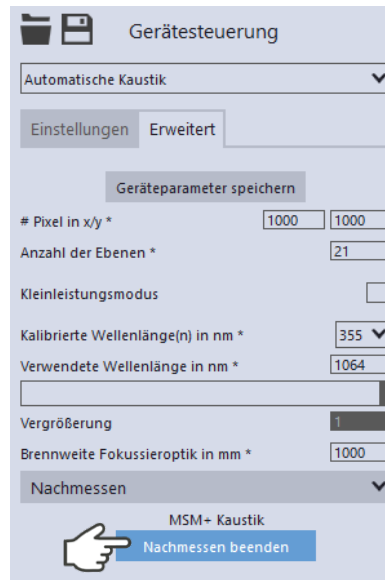 Gerätesteuerung
Automatische Kaustik
Einstellungen Erweitert
Geräteparameter speichern
# Pixel in x/y * 1000 1000
Anzahl der Ebenen * 21
Kleinleistungsmodus
Kalibrierte Wellenlänge(n) in nm * 355
Verwendete Wellenlänge in nm * 1064
Vergrößerung 1
Brennweite Fokussieroptik in mm * 1000
Nachmessen
MSM+ Kaustik
Nachmessen beenden